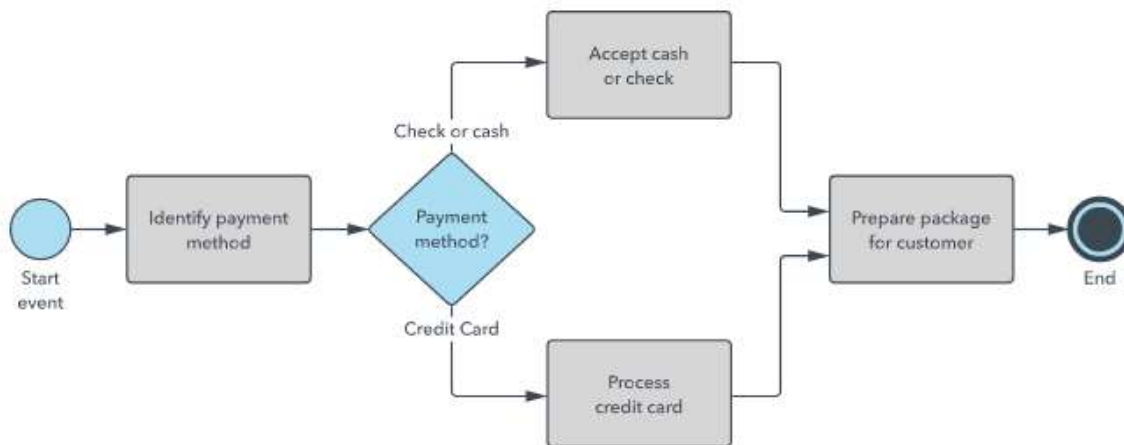 Start
event
Identify payment
method
Payment
method?
Check or cash
Accept cash
or check
Credit Card
Process
credit card
Prepare package
for customer
End